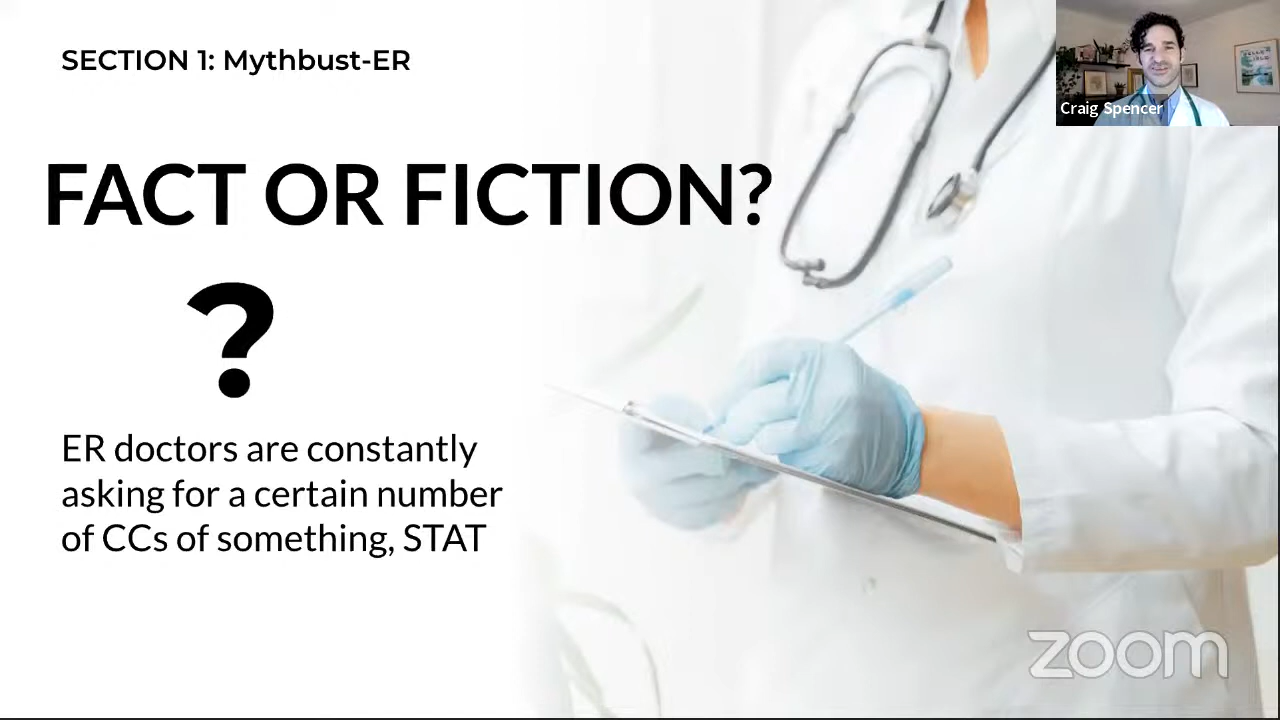 SECTION 1: Mythbust-ER
Craig Spencer
FACT OR FICTION?
?
ER doctors are constantly
asking for a certain number
of CCs of something, STAT
zoom